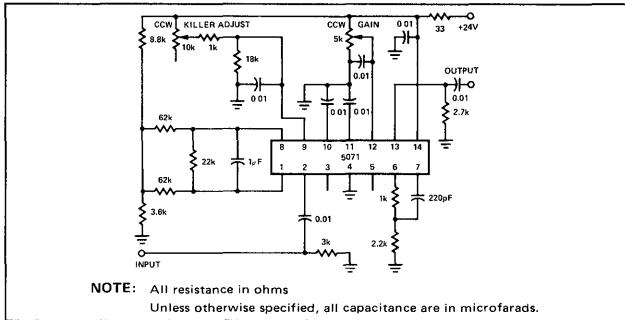 CCW KILLER ADJUST
CCW GAIN
33 +24V
8.8k
10k
1k
5k
0 01
18k
0 01
0.01
OUTPUT
0.01
0 01
0 01
2.7k
62k
22k
1μF
62k
3.6k
8 9 10 11 12 13 14
5071
1 2 3 4 5 6 7
0.01
3k
1k
220pF
2.2k
INPUT
NOTE: All resistance in ohms
Unless otherwise specified, all capacitance are in microfarads.